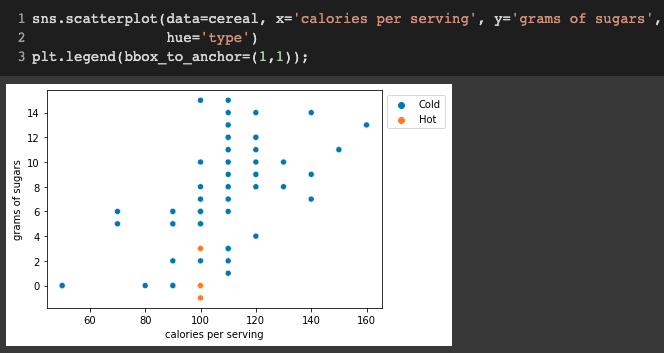 1 sns.scatterplot(data=cereal, x='calories per serving', y='grams of sugars',
2                 hue='type')
3 plt.legend(bbox_to_anchor=(1,1));
Cold
Hot
14
12
10
8
6
4
2
0
grams of sugars
60 80 100 120 140 160
calories per serving